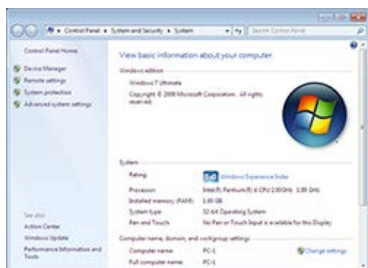 Control Panel
System and Security
System
Search Control Panel
Control Panel Home
Device Manager
Remote settings
System protection
Advanced system settings
See also
Action Center
Windows Update
Performance Information and
Tools
View basic information about your computer
Windows edition
Windows 7 Ultimate
Copyright © 2009 Microsoft Corporation. All rights
reserved.
System
Rating:
Windows Experience Index
Processor:
Intel(R) Pentium(R) 4 CPU 2.00GHz
Installed memory (RAM):
1.00 GB
System type:
32-bit Operating System
Pen and Touch:
No Pen or Touch Input is available for this Display
Computer name, domain, and workgroup settings
Computer name:
PC-1
Change settings
Full computer name:
PC-1